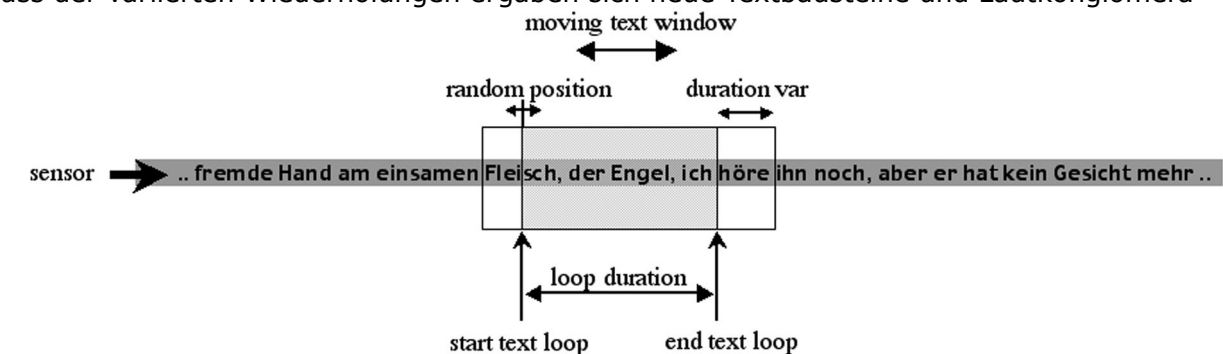 ass der variierten Wiederholungen ergaben sich neue Textbausteine und Lautkonglomera
moving text window
random position
duration var
sensor
.. fremde Hand am einsamen Fleisch, der Engel, ich höre ihn noch, aber er hat kein Gesicht mehr ..
loop duration
start text loop
end text loop